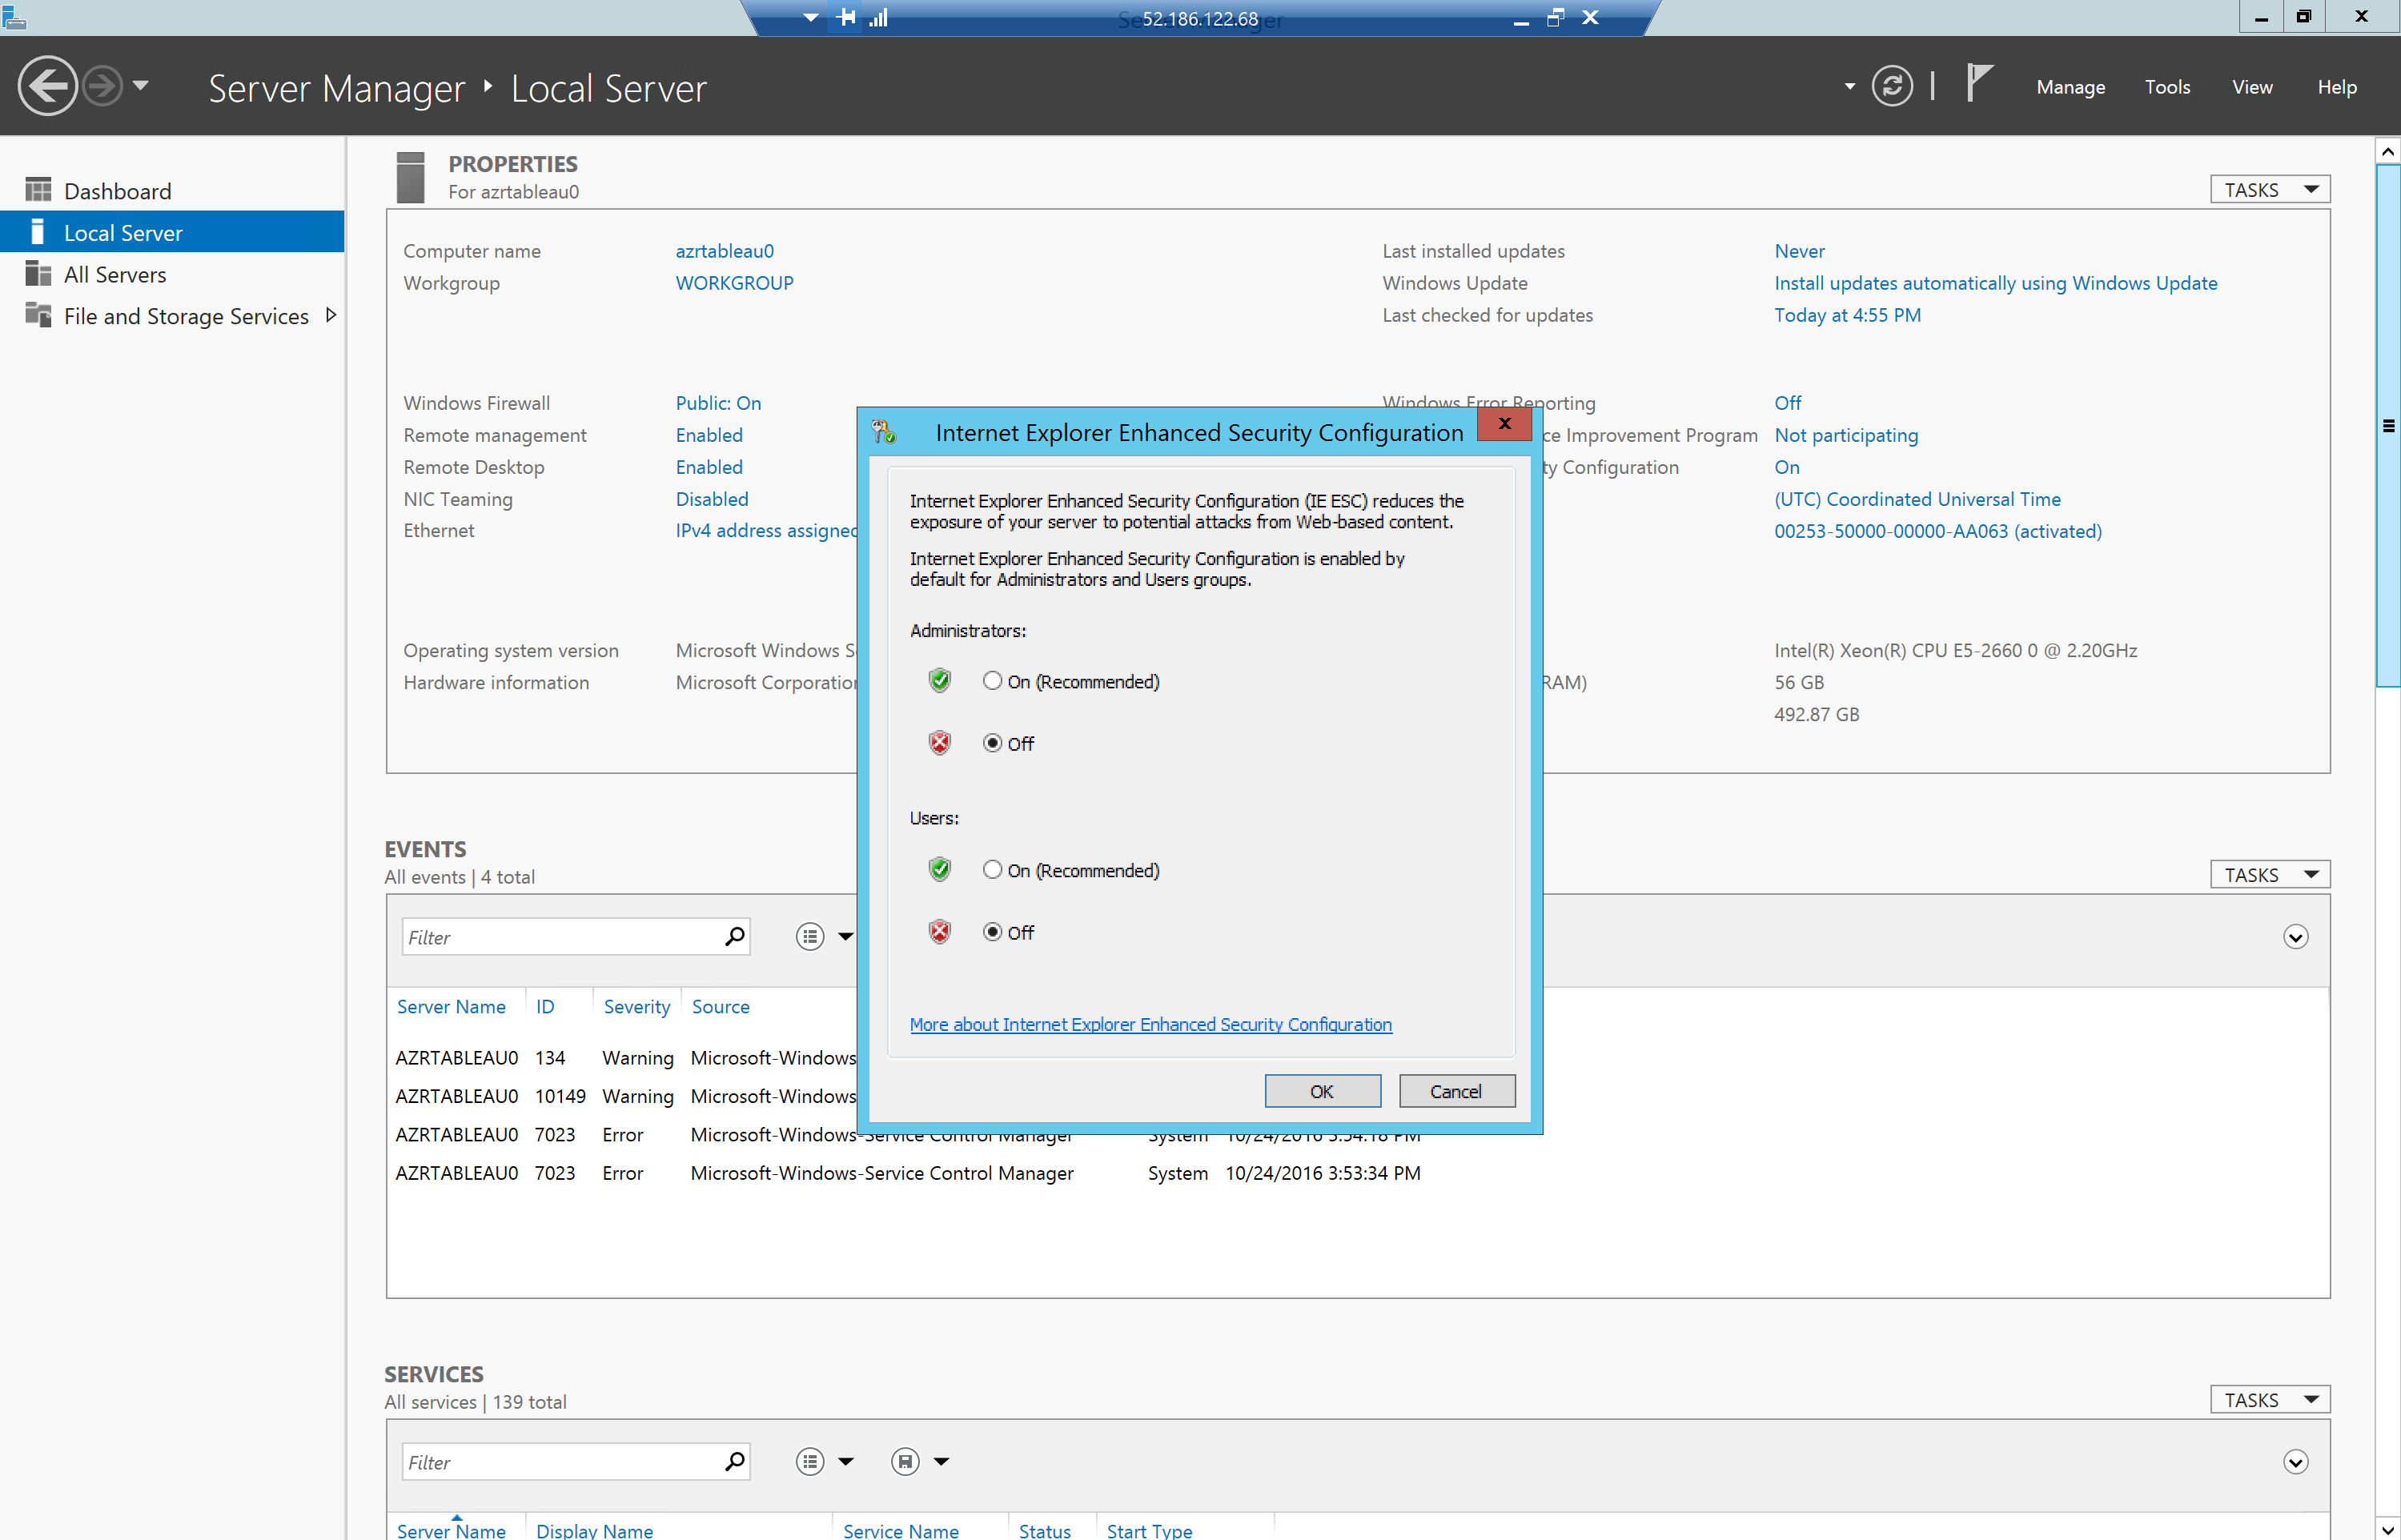 52.186.122.68
Server Manager
Local Server
Manage
Tools
View
Help
Dashboard
Local Server
All Servers
File and Storage Services
PROPERTIES
For azrtableau0
TASKS
Computer name azrtableau0
Workgroup WORKGROUP
Last installed updates Never
Windows Update Install updates automatically using Windows Update
Last checked for updates Today at 4:55 PM
Windows Firewall Public: On
Remote management Enabled
Remote Desktop Enabled
NIC Teaming Disabled
Ethernet IPv4 address assigned
Windows Error Reporting Off
ce Improvement Program Not participating
ty Configuration On
(UTC) Coordinated Universal Time
00253-50000-00000-AA063 (activated)
Operating system version Microsoft Windows S
Hardware information Microsoft Corporation
Intel(R) Xeon(R) CPU E5-2660 0 @ 2.20GHz
RAM) 56 GB
492.87 GB
Internet Explorer Enhanced Security Configuration
Internet Explorer Enhanced Security Configuration (IE ESC) reduces the
exposure of your server to potential attacks from Web-based content.
Internet Explorer Enhanced Security Configuration is enabled by
default for Administrators and Users groups.
Administrators:
On (Recommended)
Off
Users:
On (Recommended)
Off
More about Internet Explorer Enhanced Security Configuration
OK Cancel
EVENTS
All events | 4 total
TASKS
Filter
Server Name ID Severity Source
AZRTABLEAU0 134 Warning Microsoft-Windows
AZRTABLEAU0 10149 Warning Microsoft-Windows
AZRTABLEAU0 7023 Error Microsoft-Windows-Service Control Manager System 10/24/2016 3:54:18 PM
AZRTABLEAU0 7023 Error Microsoft-Windows-Service Control Manager System 10/24/2016 3:53:34 PM
SERVICES
All services | 139 total
TASKS
Filter
Server Name Display Name Service Name Status Start Type